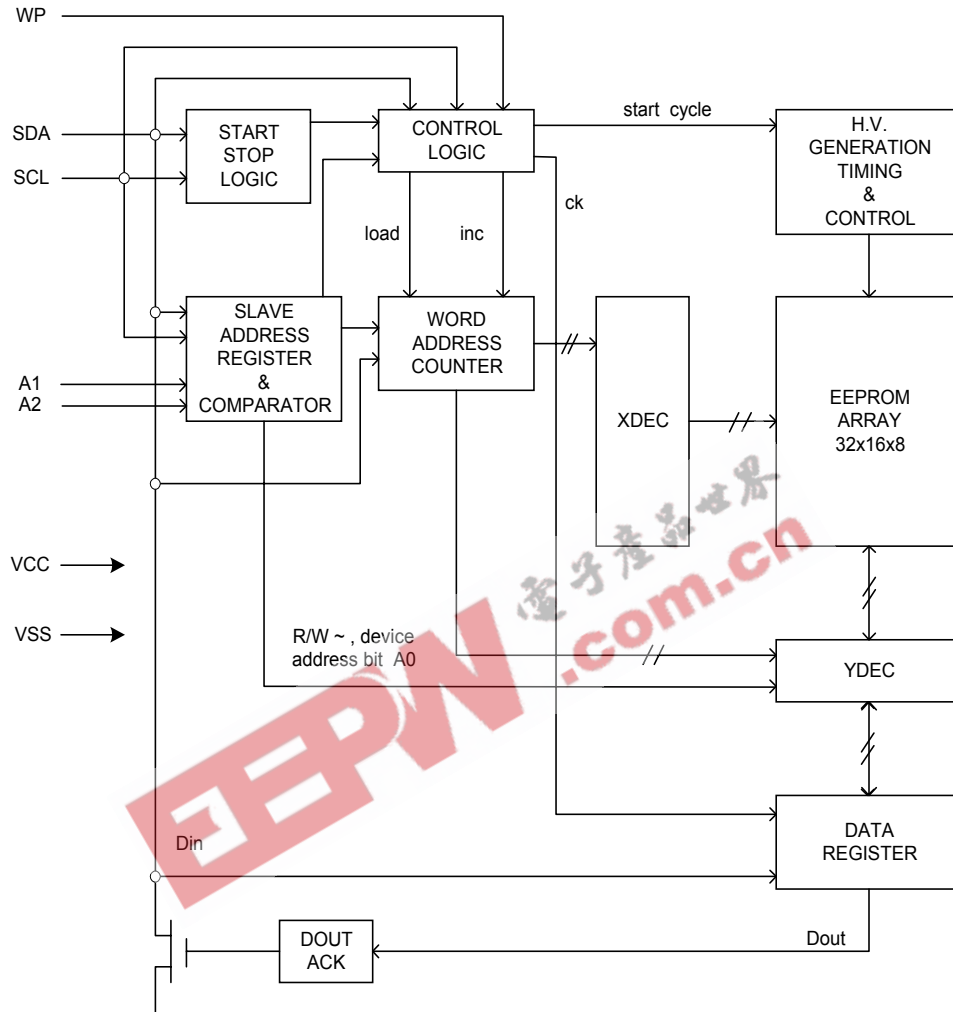 WP
SDA
SCL
START
STOP
LOGIC
CONTROL
LOGIC
start cycle
H.V.
GENERATION
TIMING
&
CONTROL
ck
load
inc
SLAVE
ADDRESS
REGISTER
&
COMPARATOR
A1
A2
WORD
ADDRESS
COUNTER
XDEC
EEPROM
ARRAY
32x16x8
VCC
VSS
R/W ~ , device
address bit A0
YDEC
DATA
REGISTER
Din
DOUT
ACK
Dout
電子產品世界
EEPW
.com.cn